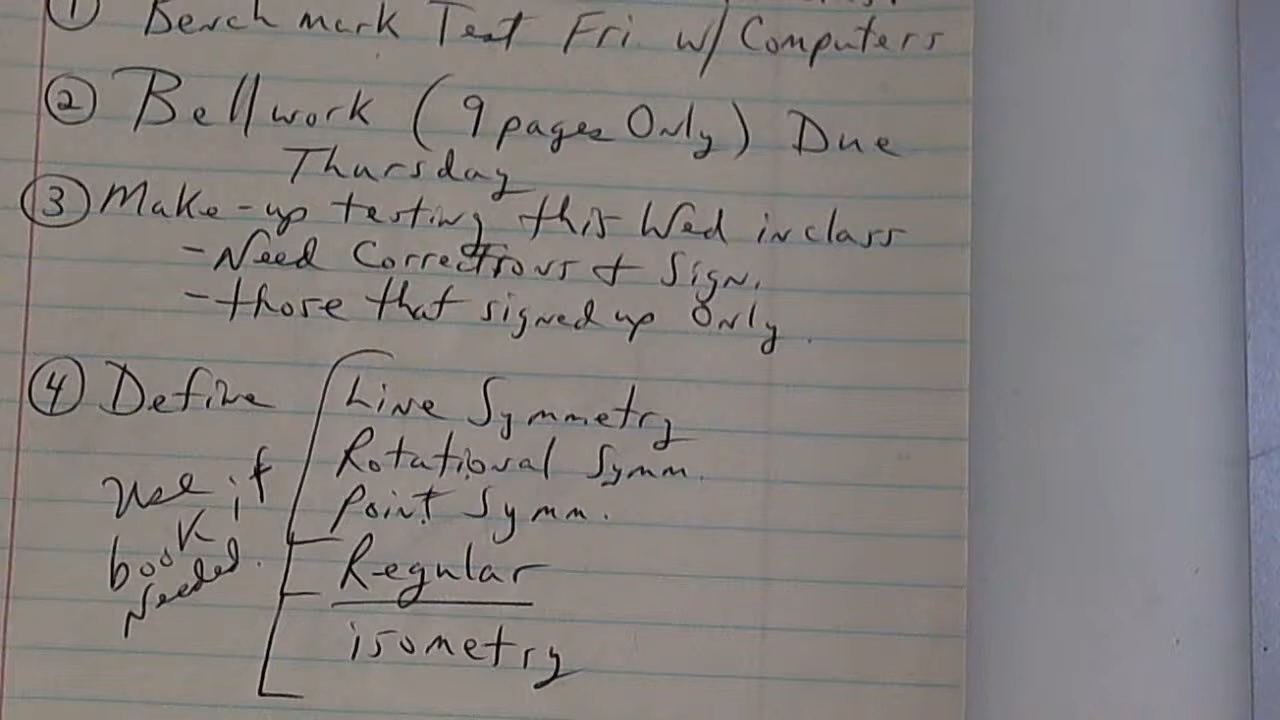 ① Bench mark Test Fri. w/ Computers
② Bellwork (9 pages Only) Due
Thursday
③ Make-up testing this Wed in class
- Need Corrections + Sign.
- those that signed up Only.
④ Define Line Symmetry
Rotational Symm.
Point Symm.
Regular
isometry
Use if
book
needed.